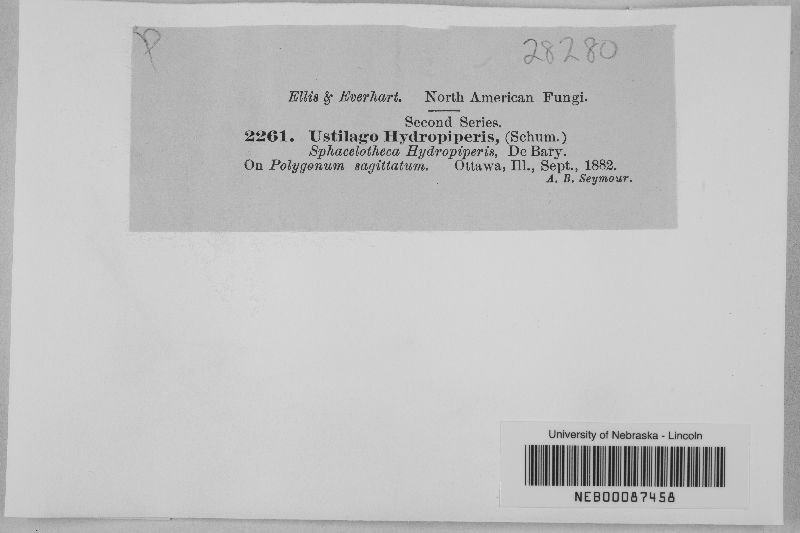 P
28280
Ellis & Everhart. North American Fungi.
Second Series.
2261. Ustilago Hydropiperis, (Schum.)
Sphacelotheca Hydropiperis, De Bary.
On Polygonum sagittatum. Ottawa, Ill., Sept., 1882.
A. B. Seymour.
University of Nebraska - Lincoln
NEB00087458